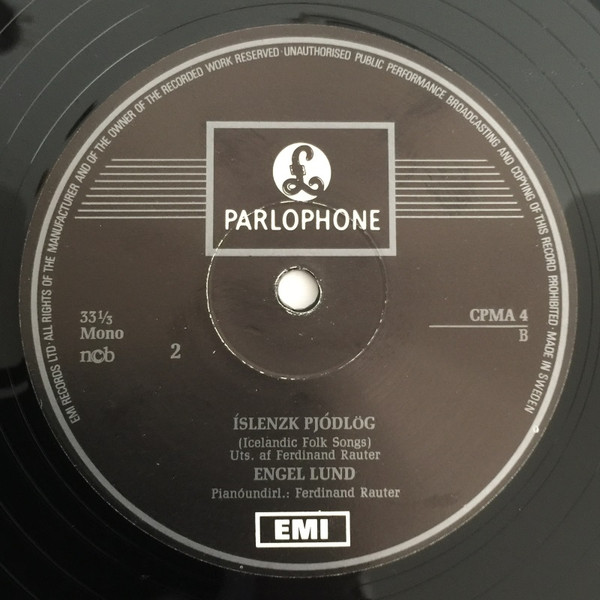 EMI RECORDS LTD·ALL RIGHTS OF THE MANUFACTURER AND OF THE OWNER OF THE RECORDED WORK RESERVED·UNAUTHORISED PUBLIC PERFORMANCE BROADCASTING AND COPYING OF THIS RECORD PROHIBITED·MADE IN SWEDEN
£
PARLOPHONE
33⅓
Mono
ncb
2
CPMA 4
B
ÍSLENZK PJÓDLÖG
(Icelandic Folk Songs)
Uts. af Ferdinand Rauter
ENGEL LUND
Pianóundirl.: Ferdinand Rauter
EMI